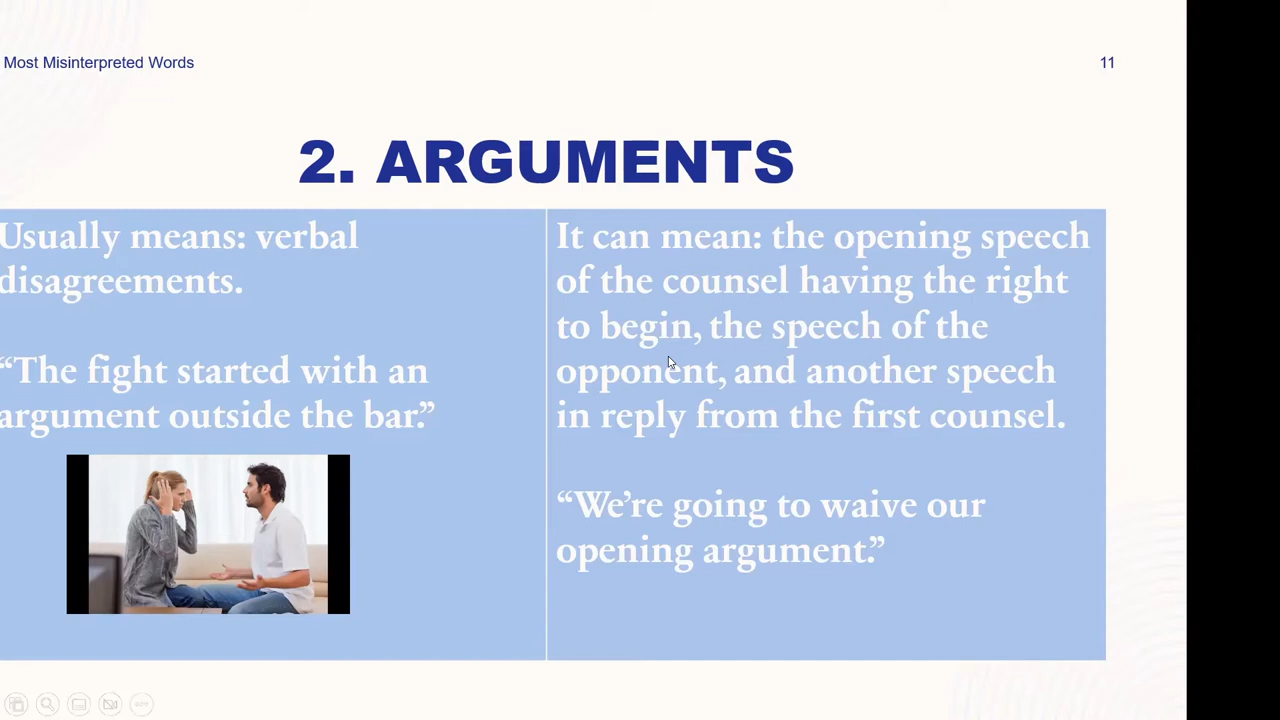 Most Misinterpreted Words
11
2. ARGUMENTS
Usually means: verbal
disagreements.
“The fight started with an
argument outside the bar.”
It can mean: the opening speech
of the counsel having the right
to begin, the speech of the
opponent, and another speech
in reply from the first counsel.
“We’re going to waive our
opening argument.”